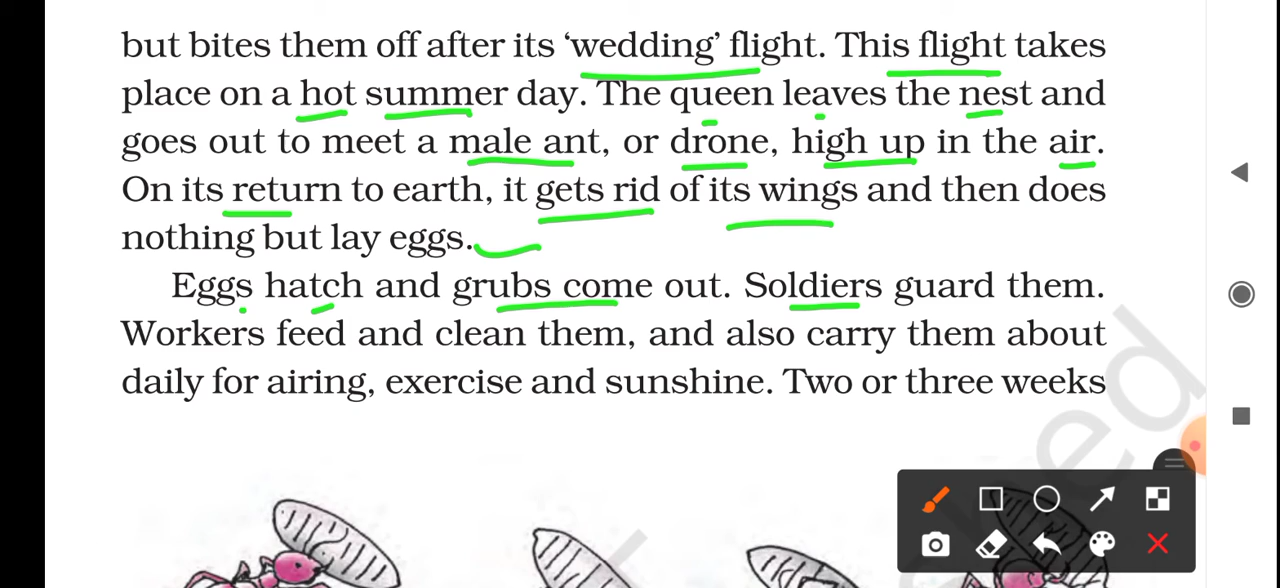 but bites them off after its ‘wedding’ flight. This flight takes
place on a hot summer day. The queen leaves the nest and
goes out to meet a male ant, or drone, high up in the air.
On its return to earth, it gets rid of its wings and then does
nothing but lay eggs.
Eggs hatch and grubs come out. Soldiers guard them.
Workers feed and clean them, and also carry them about
daily for airing, exercise and sunshine. Two or three weeks